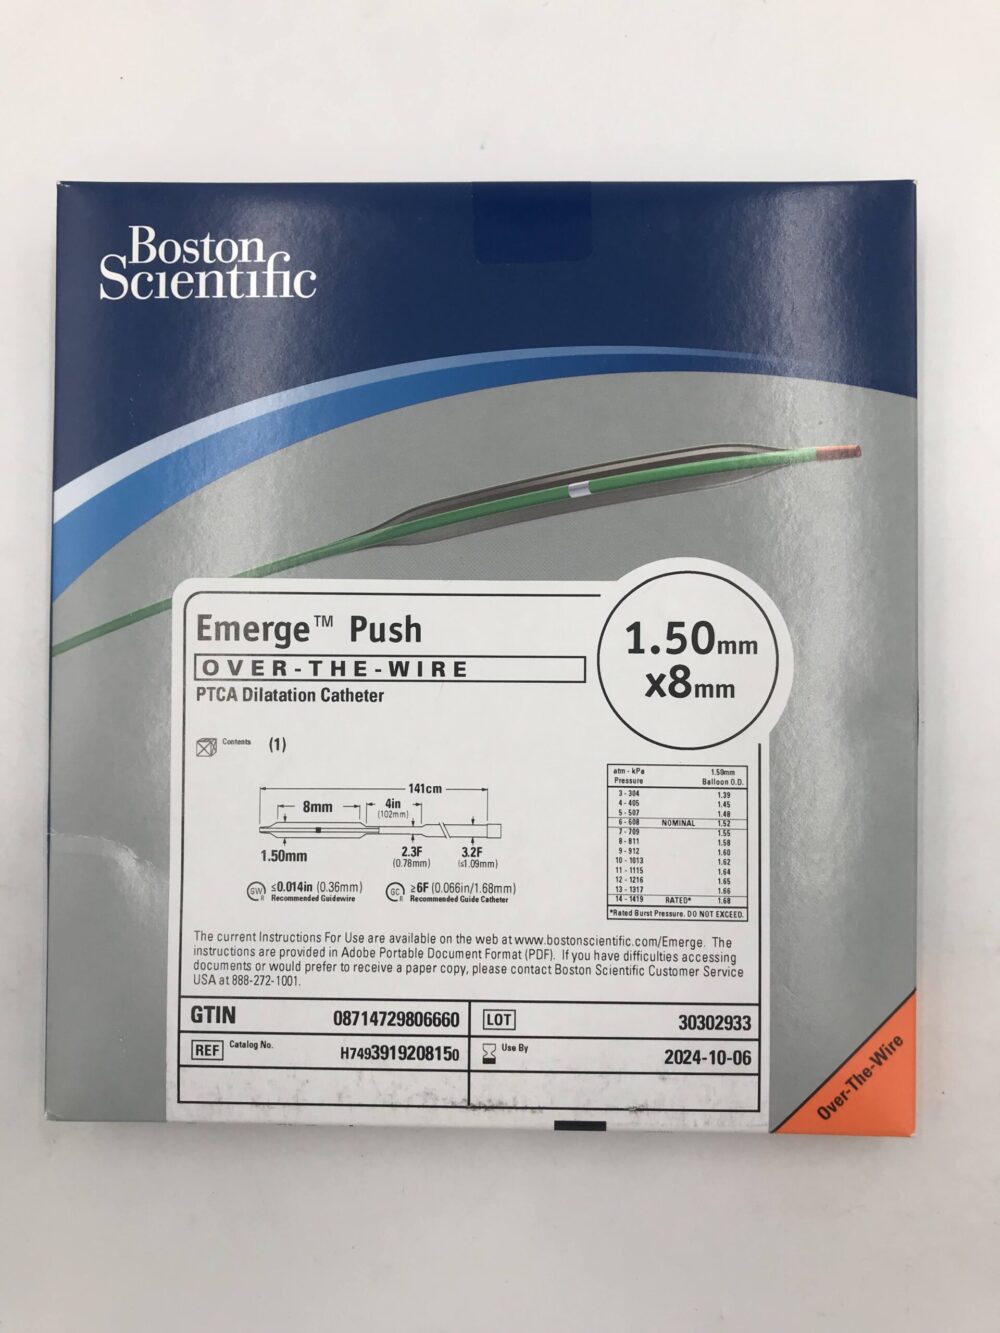 Boston
Scientific
Emerge™ Push
OVER-THE-WIRE
PTCA Dilatation Catheter
1.50mm
x8mm
Contents (1)
141cm
8mm
4in
(102mm)
1.50mm
2.3F
(0.78mm)
3.2F
(≤1.09mm)
GW
R
≤0.014in (0.36mm)
Recommended Guidewire
GC
R
≥6F (0.066in/1.68mm)
Recommended Guide Catheter
atm - kPa 1.50mm
Pressure Balloon O.D.
3 - 304 1.39
4 - 405 1.45
5 - 507 1.48
6 - 608 NOMINAL 1.52
7 - 709 1.55
8 - 811 1.58
9 - 912 1.60
10 - 1013 1.62
11 - 1115 1.64
12 - 1216 1.65
13 - 1317 1.66
14 - 1419 RATED* 1.68
*Rated Burst Pressure. DO NOT EXCEED.
The current Instructions For Use are available on the web at www.bostonscientific.com/Emerge. The
instructions are provided in Adobe Portable Document Format (PDF). If you have difficulties accessing
documents or would prefer to receive a paper copy, please contact Boston Scientific Customer Service
USA at 888-272-1001.
GTIN 08714729806660 LOT 30302933
REF Catalog No. H7493919208150 Use By 2024-10-06
Over-The-Wire